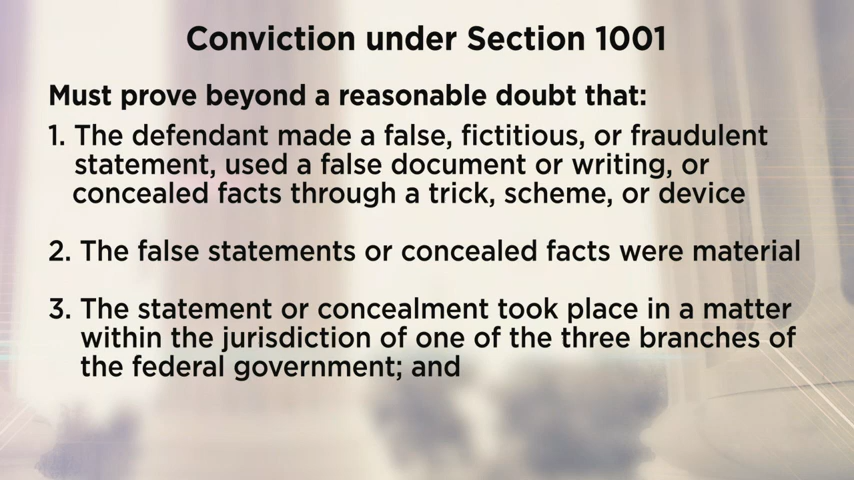 Conviction under Section 1001
Must prove beyond a reasonable doubt that:
1. The defendant made a false, fictitious, or fraudulent
statement, used a false document or writing, or
concealed facts through a trick, scheme, or device
2. The false statements or concealed facts were material
3. The statement or concealment took place in a matter
within the jurisdiction of one of the three branches of
the federal government; and